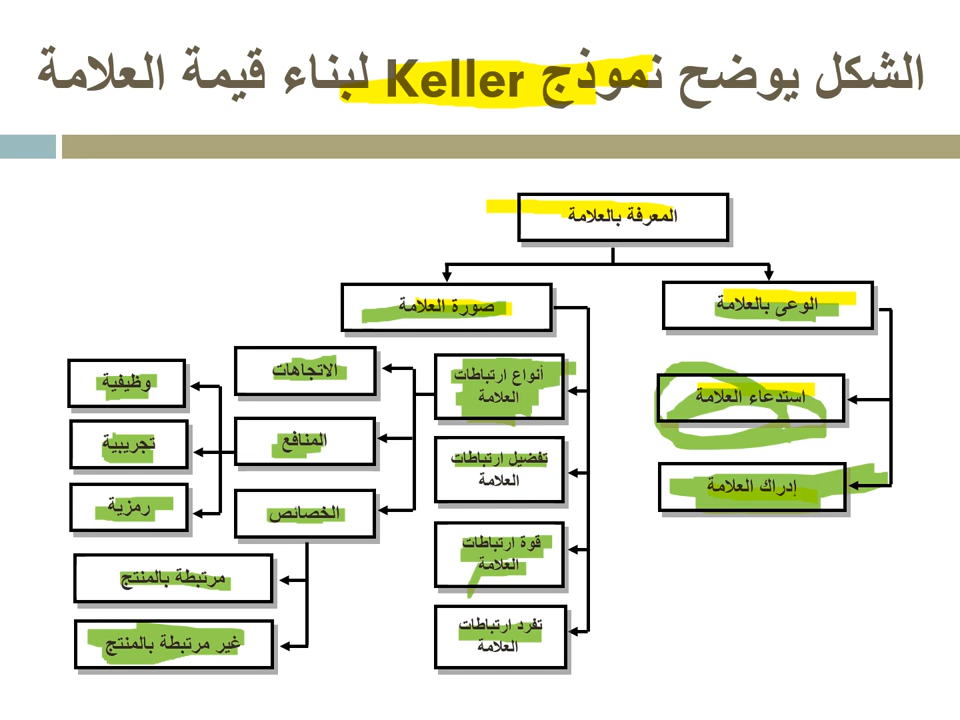 الشكل يوضح نموذج Keller لبناء قيمة العلامة
المعرفة بالعلامة
الوعى بالعلامة
استدعاء العلامة
إدراك العلامة
صورة العلامة
أنواع ارتباطات
العلامة
تفضيل ارتباطات
العلامة
قوة ارتباطات
العلامة
تفرد ارتباطات
العلامة
الاتجاهات
المنافع
الخصائص
وظيفية
تجريبية
رمزية
مرتبطة بالمنتج
غير مرتبطة بالمنتج